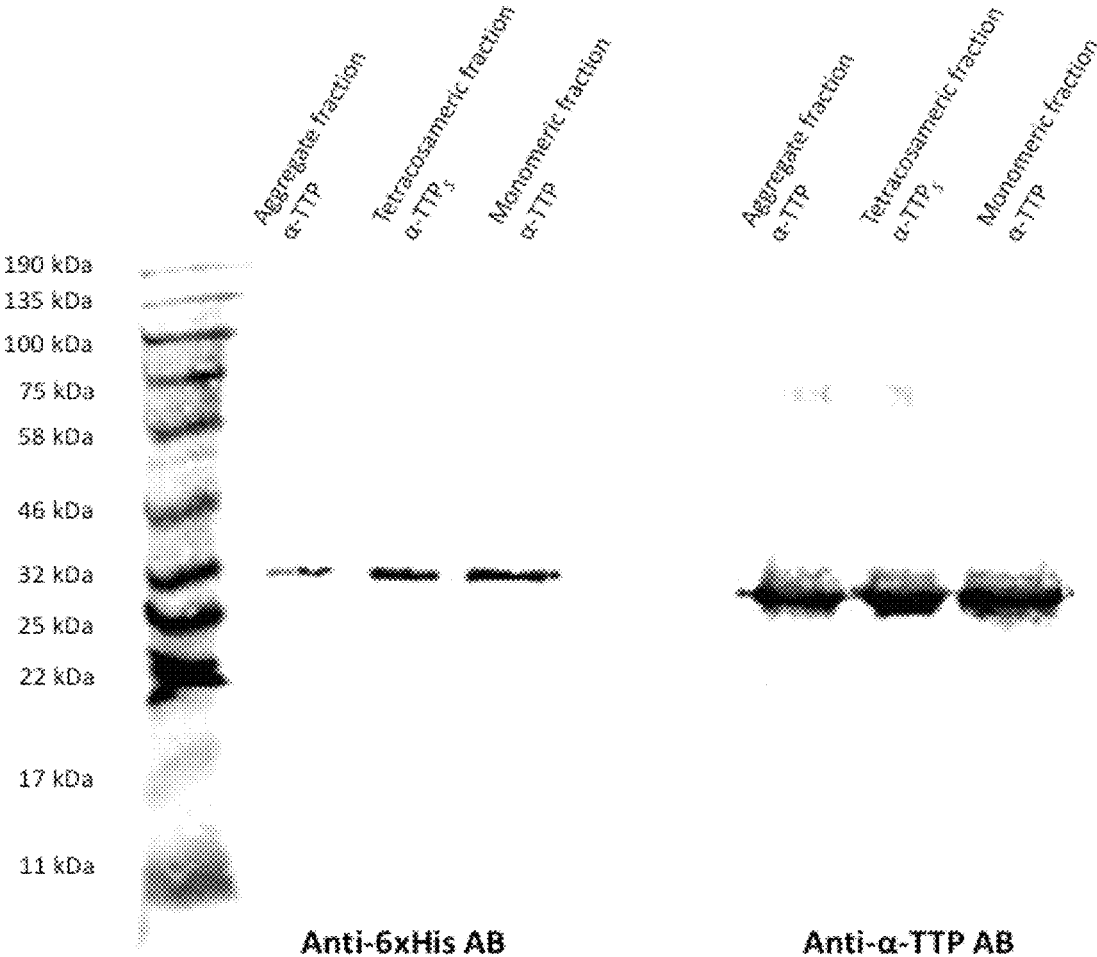 Aggregate fraction
α-TTP
Tetracosameric fraction
α-TTPS
Monomeric fraction
α-TTP
Aggregate fraction
α-TTP
Tetracosameric fraction
α-TTPS
Monomeric fraction
α-TTP
190 kDa
135 kDa
100 kDa
75 kDa
58 kDa
46 kDa
32 kDa
25 kDa
22 kDa
17 kDa
11 kDa
Anti-6xHis AB
Anti-α-TTP AB